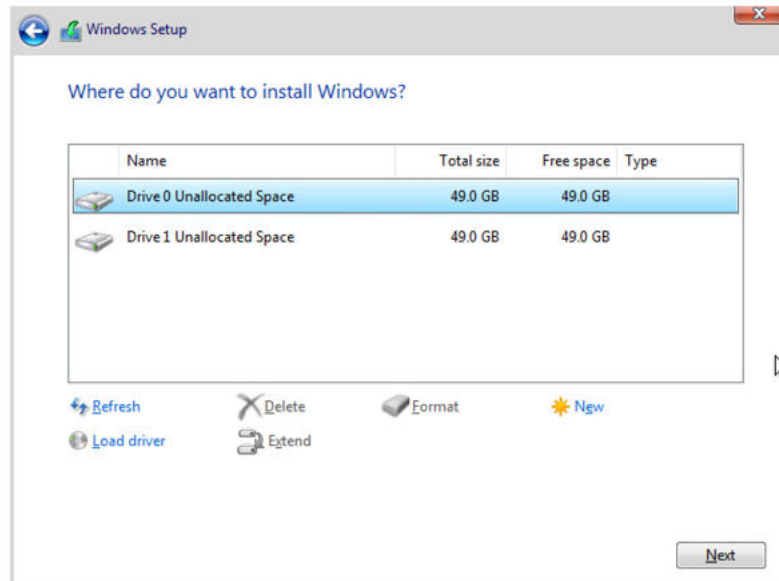 Windows Setup
Where do you want to install Windows?
Name Total size Free space Type
Drive 0 Unallocated Space 49.0 GB 49.0 GB
Drive 1 Unallocated Space 49.0 GB 49.0 GB
Refresh Delete Format New
Load driver Extend
Next